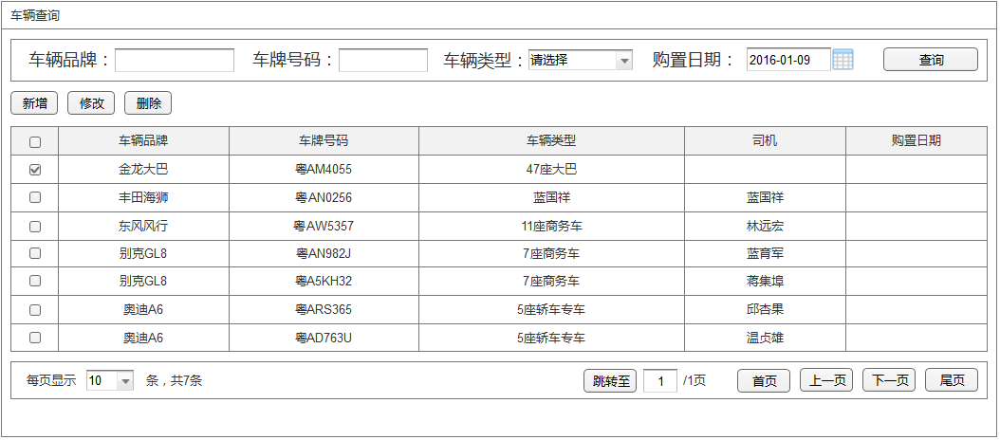 车辆查询
车辆品牌： 车牌号码： 车辆类型： 请选择 购置日期： 2016-01-09 查询
新增 修改 删除
车辆品牌 车牌号码 车辆类型 司机 购置日期
金龙大巴 粤AM4055 47座大巴
丰田海狮 粤AN0256 蓝国祥 蓝国祥
东风风行 粤AW5357 11座商务车 林远宏
别克GL8 粤AN982J 7座商务车 蓝育军
别克GL8 粤A5KH32 7座商务车 蒋集埠
奥迪A6 粤ARS365 5座轿车专车 邱杏果
奥迪A6 粤AD763U 5座轿车专车 温贞雄
每页显示 10 条，共7条 跳转至 1 /1页 首页 上一页 下一页 尾页